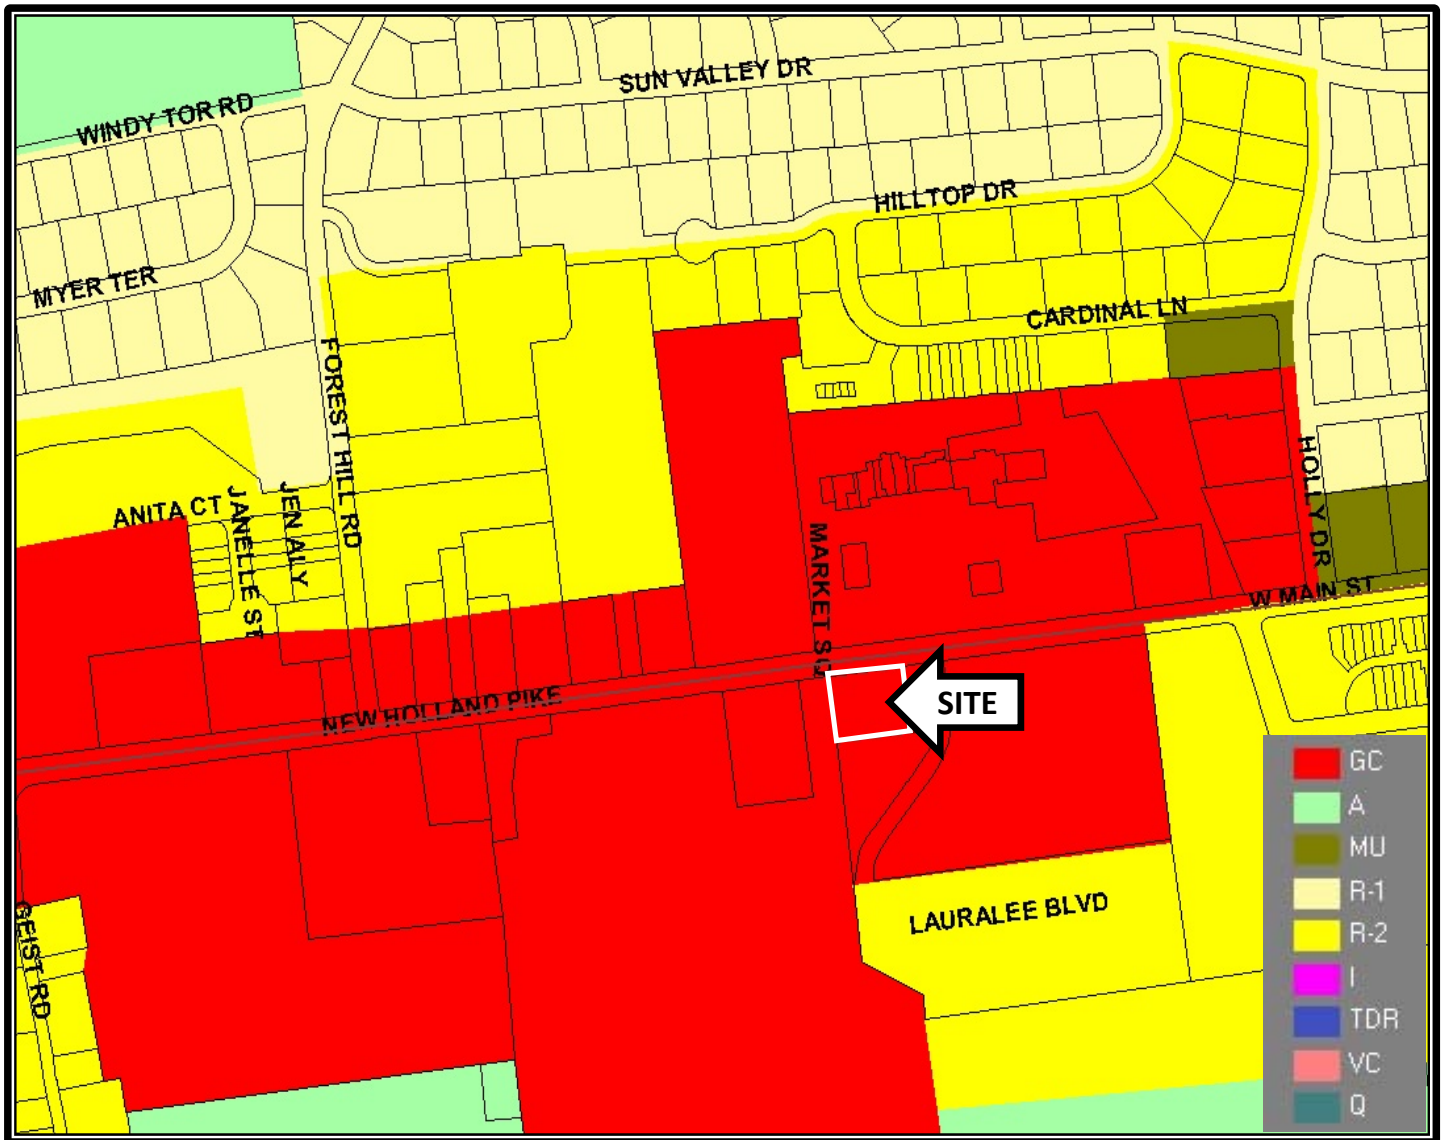 SUN VALLEY DR
WINDY TOR RD
HILLTOP DR
MYER TER
CARDINAL LN
FOREST HILL RD
HOLLY DR
ANITA CT
JANELLE ST
JEN ALY
MARKET SQ
W MAIN ST
NEW HOLLAND PIKE
SITE
LAURALEE BLVD
GEIST RD
GC
A
MU
R-1
R-2
I
TDR
VC
Q